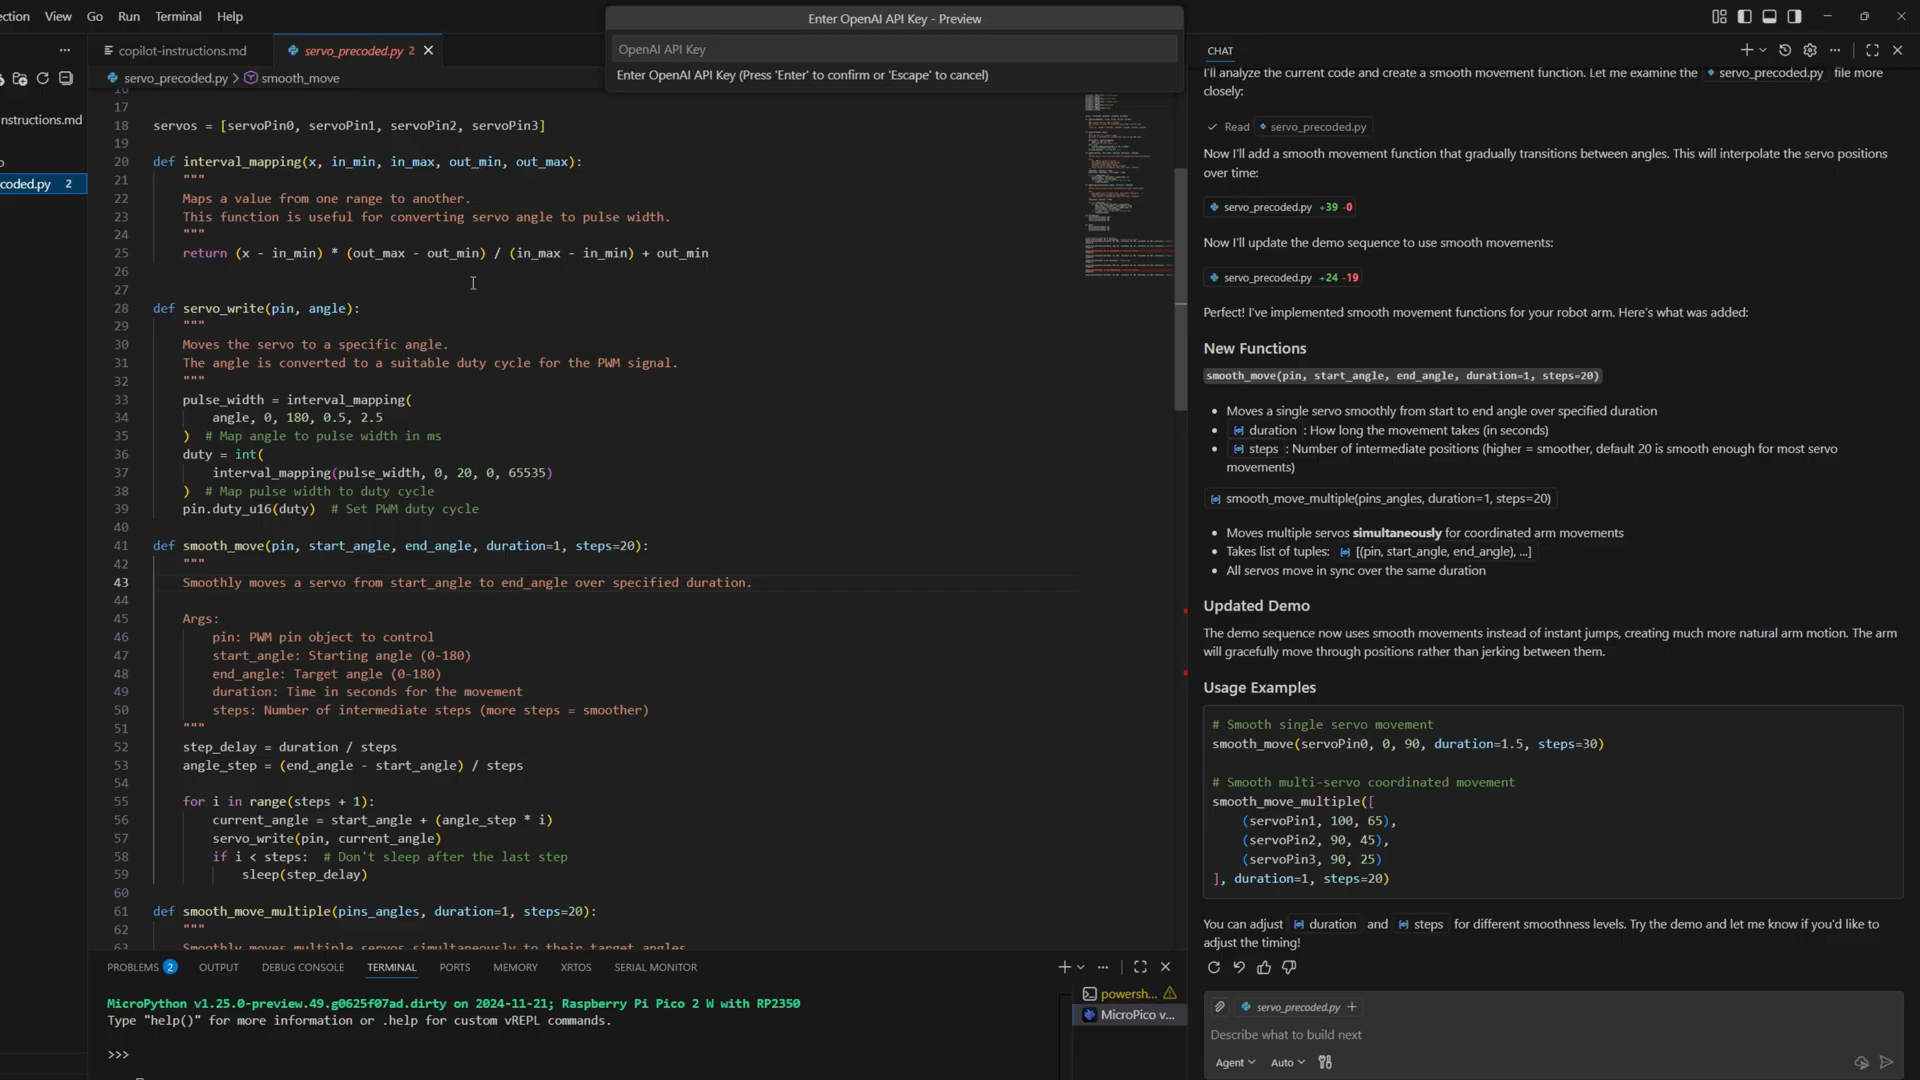 ection View Go Run Terminal Help
Enter OpenAI API Key - Preview
OpenAI API Key
Enter OpenAI API Key (Press 'Enter' to confirm or 'Escape' to cancel)
nstructions.md
coded.py 2
copilot-instructions.md
servo_precoded.py 2
servo_precoded.py > smooth_move
16
17
18 servos = [servoPin0, servoPin1, servoPin2, servoPin3]
19
20 def interval_mapping(x, in_min, in_max, out_min, out_max):
21 """
22 Maps a value from one range to another.
23 This function is useful for converting servo angle to pulse width.
24 """
25 return (x - in_min) * (out_max - out_min) / (in_max - in_min) + out_min
26
27
28 def servo_write(pin, angle):
29 """
30 Moves the servo to a specific angle.
31 The angle is converted to a suitable duty cycle for the PWM signal.
32 """
33 pulse_width = interval_mapping(
34 angle, 0, 180, 0.5, 2.5
35 ) # Map angle to pulse width in ms
36 duty = int(
37 interval_mapping(pulse_width, 0, 20, 0, 65535)
38 ) # Map pulse width to duty cycle
39 pin.duty_u16(duty) # Set PWM duty cycle
40
41 def smooth_move(pin, start_angle, end_angle, duration=1, steps=20):
42 """
43 Smoothly moves a servo from start_angle to end_angle over specified duration.
44
45 Args:
46 pin: PWM pin object to control
47 start_angle: Starting angle (0-180)
48 end_angle: Target angle (0-180)
49 duration: Time in seconds for the movement
50 steps: Number of intermediate steps (more steps = smoother)
51 """
52 step_delay = duration / steps
53 angle_step = (end_angle - start_angle) / steps
54
55 for i in range(steps + 1):
56 current_angle = start_angle + (angle_step * i)
57 servo_write(pin, current_angle)
58 if i < steps: # Don't sleep after the last step
59 sleep(step_delay)
60
61 def smooth_move_multiple(pins_angles, duration=1, steps=20):
62 """
63 Smoothly moves multiple servos simultaneously to their target angles
PROBLEMS 2 OUTPUT DEBUG CONSOLE TERMINAL PORTS MEMORY XRTOS SERIAL MONITOR
MicroPython v1.25.0-preview.49.g0625f07ad.dirty on 2024-11-21; Raspberry Pi Pico 2 W with RP2350
Type "help()" for more information or .help for custom vREPL commands.
>>>
powersh...
MicroPico v...
CHAT
I'll analyze the current code and create a smooth movement function. Let me examine the servo_precoded.py file more
closely:
Read servo_precoded.py
Now I'll add a smooth movement function that gradually transitions between angles. This will interpolate the servo positions
over time:
servo_precoded.py +39 -0
Now I'll update the demo sequence to use smooth movements:
servo_precoded.py +24 -19
Perfect! I've implemented smooth movement functions for your robot arm. Here's what was added:
New Functions
smooth_move(pin, start_angle, end_angle, duration=1, steps=20)
• Moves a single servo smoothly from start to end angle over specified duration
• duration : How long the movement takes (in seconds)
• steps : Number of intermediate positions (higher = smoother, default 20 is smooth enough for most servo
movements)
smooth_move_multiple(pins_angles, duration=1, steps=20)
• Moves multiple servos simultaneously for coordinated arm movements
• Takes list of tuples: [(pin, start_angle, end_angle), ...]
• All servos move in sync over the same duration
Updated Demo
The demo sequence now uses smooth movements instead of instant jumps, creating much more natural arm motion. The arm
will gracefully move through positions rather than jerking between them.
Usage Examples
# Smooth single servo movement
smooth_move(servoPin0, 0, 90, duration=1.5, steps=30)
# Smooth multi-servo coordinated movement
smooth_move_multiple([
(servoPin1, 100, 65),
(servoPin2, 90, 45),
(servoPin3, 90, 25)
], duration=1, steps=20)
You can adjust duration and steps for different smoothness levels. Try the demo and let me know if you'd like to
adjust the timing!
servo_precoded.py
Describe what to build next
Agent Auto